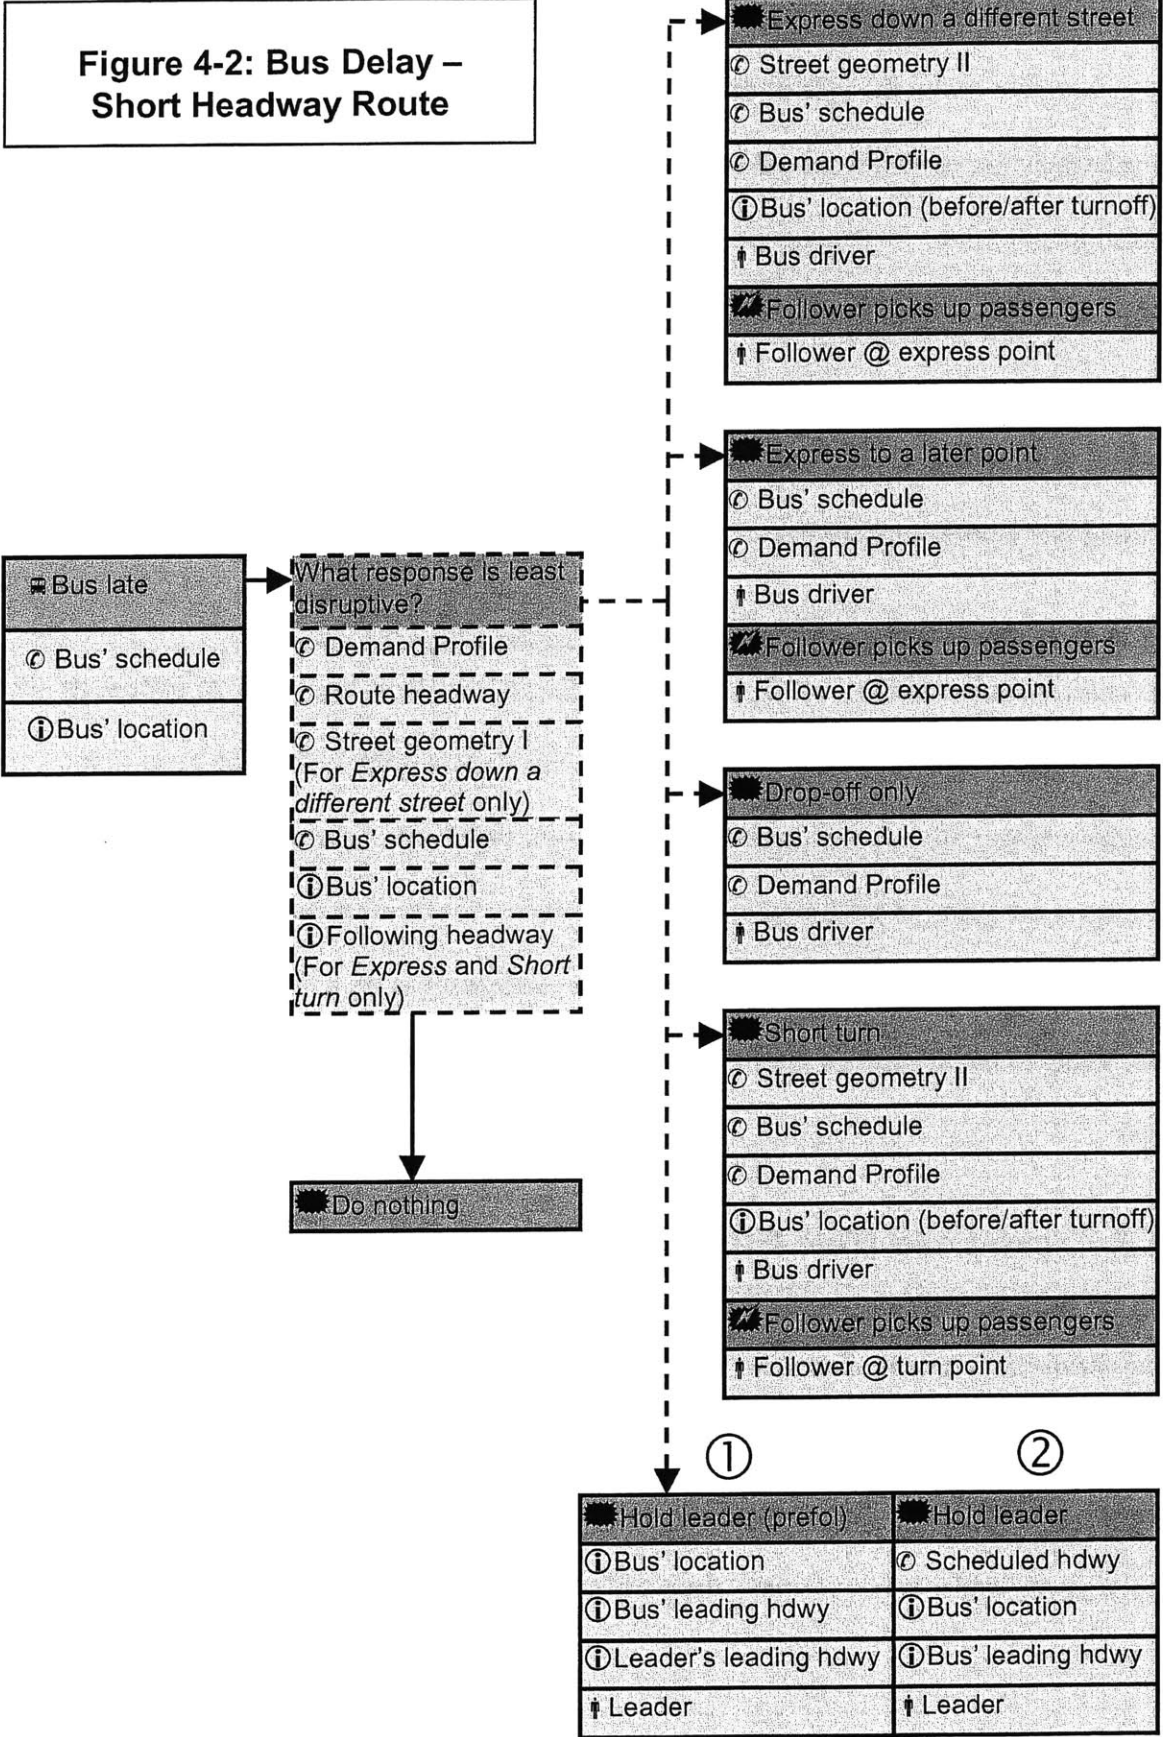 Figure 4-2: Bus Delay –
Short Headway Route
Bus late
✆ Bus' schedule
ⓘ Bus' location
What response is least
disruptive?
✆ Demand Profile
✆ Route headway
✆ Street geometry I
(For Express down a
different street only)
✆ Bus' schedule
ⓘ Bus' location
ⓘ Following headway
(For Express and Short
turn only)
Do nothing
Express down a different street
✆ Street geometry II
✆ Bus' schedule
✆ Demand Profile
ⓘ Bus' location (before/after turnoff)
Bus driver
Follower picks up passengers
Follower @ express point
Express to a later point
✆ Bus' schedule
✆ Demand Profile
Bus driver
Follower picks up passengers
Follower @ express point
Drop-off only
✆ Bus' schedule
✆ Demand Profile
Bus driver
Short turn
✆ Street geometry II
✆ Bus' schedule
✆ Demand Profile
ⓘ Bus' location (before/after turnoff)
Bus driver
Follower picks up passengers
Follower @ turn point
①
Hold leader (prefol)
ⓘ Bus' location
ⓘ Bus' leading hdwy
ⓘ Leader's leading hdwy
Leader
②
Hold leader
✆ Scheduled hdwy
ⓘ Bus' location
ⓘ Bus' leading hdwy
Leader